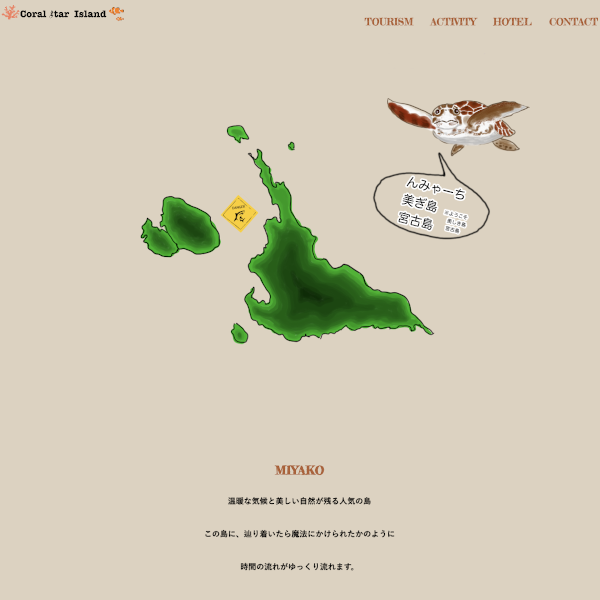 Coral Star Island
TOURISM ACTIVITY HOTEL CONTACT
んみゃーち
美ぎ島
宮古島
※ようこそ
美しき島
宮古島
MIYAKO
温暖な気候と美しい自然が残る人気の島
この島に、辿り着いたら魔法にかけられたかのように
時間の流れがゆっくり流れます。